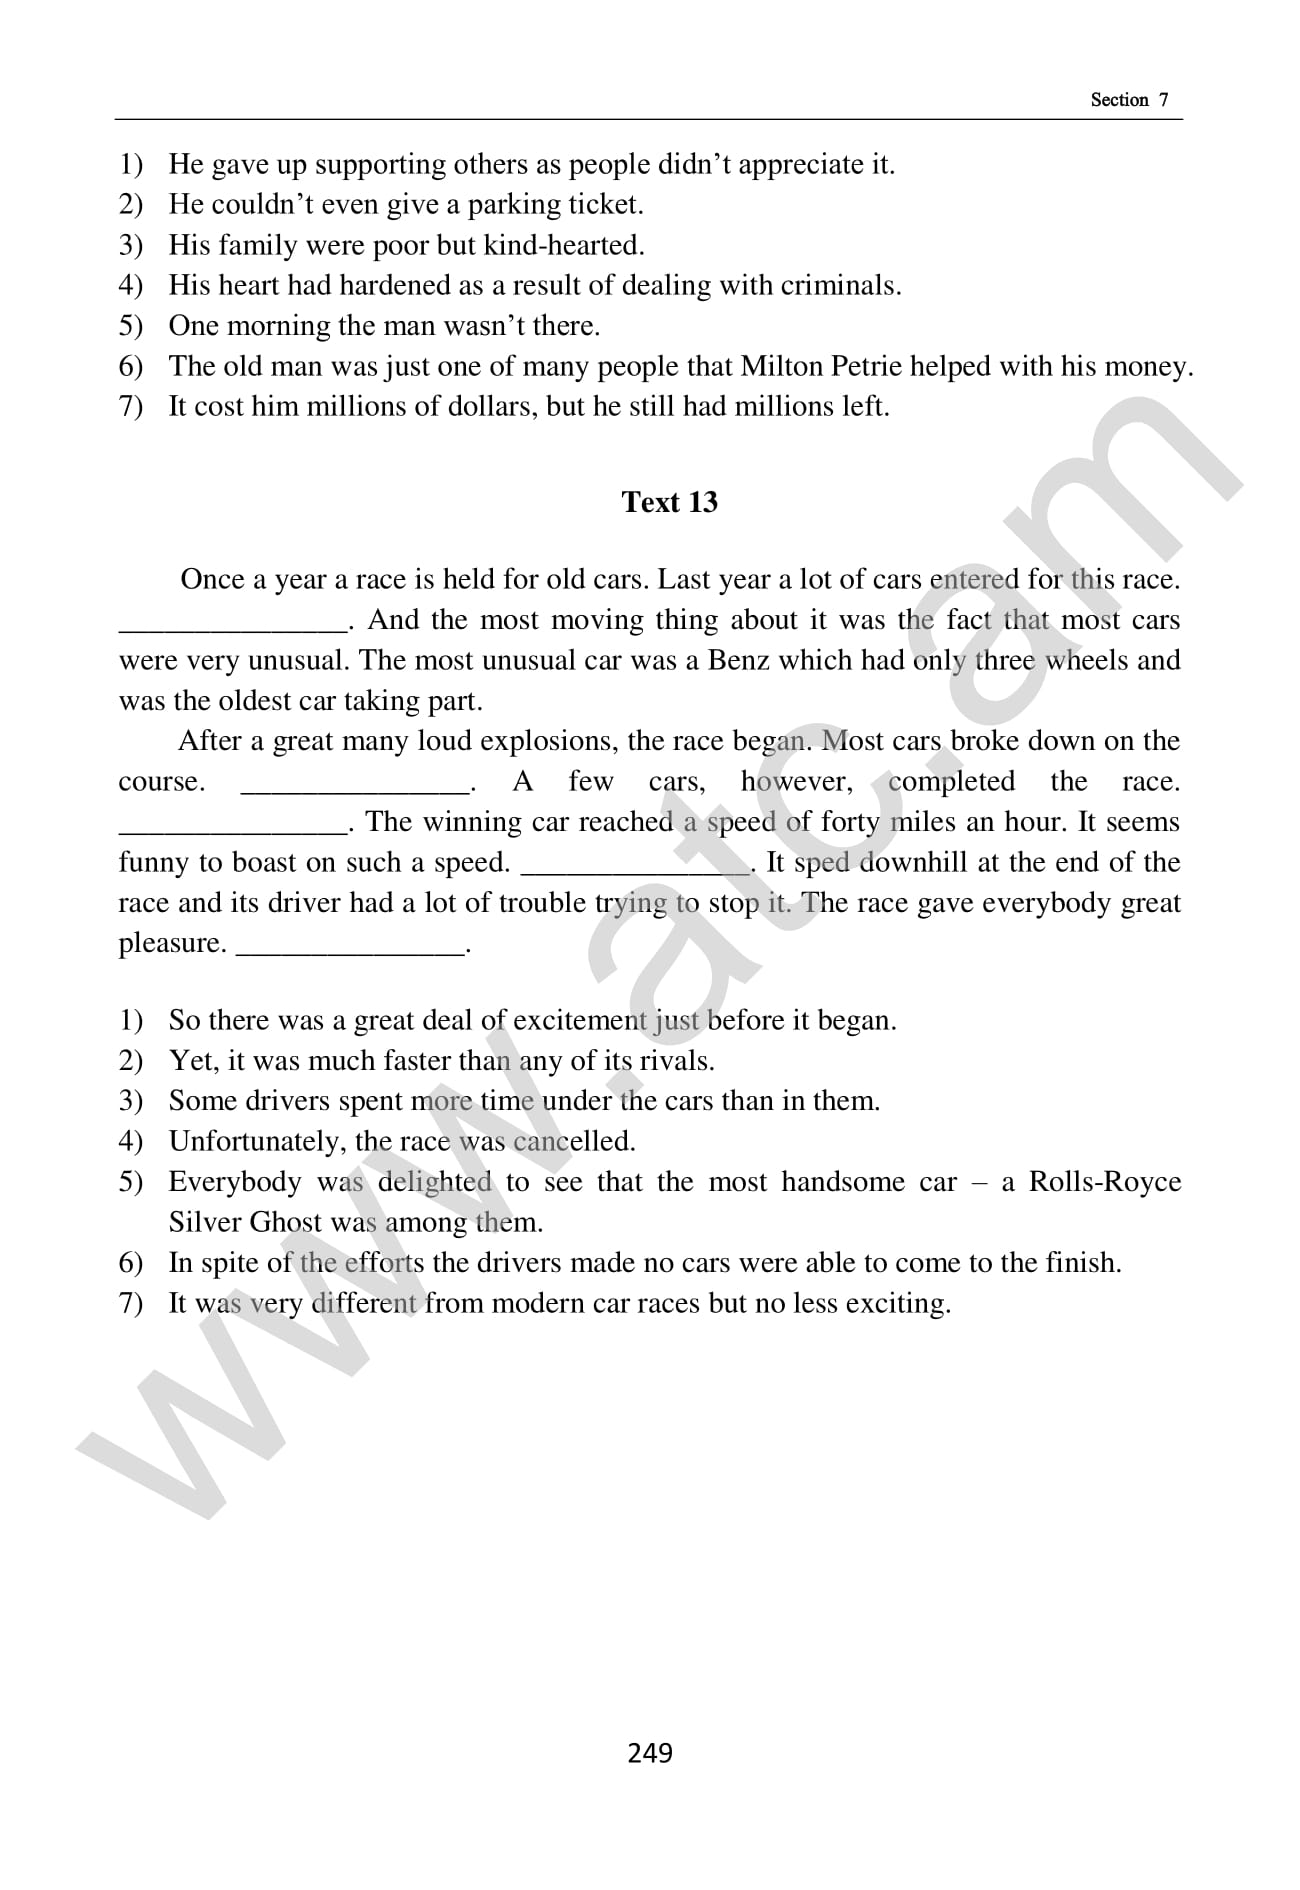 Section 7
1) He gave up supporting others as people didn’t appreciate it.
2) He couldn’t even give a parking ticket.
3) His family were poor but kind-hearted.
4) His heart had hardened as a result of dealing with criminals.
5) One morning the man wasn’t there.
6) The old man was just one of many people that Milton Petrie helped with his money.
7) It cost him millions of dollars, but he still had millions left.
Text 13
Once a year a race is held for old cars. Last year a lot of cars entered for this race.
_______________. And the most moving thing about it was the fact that most cars
were very unusual. The most unusual car was a Benz which had only three wheels and
was the oldest car taking part.
After a great many loud explosions, the race began. Most cars broke down on the
course. _______________. A few cars, however, completed the race.
_______________. The winning car reached a speed of forty miles an hour. It seems
funny to boast on such a speed. _______________. It sped downhill at the end of the
race and its driver had a lot of trouble trying to stop it. The race gave everybody great
pleasure. _______________.
1) So there was a great deal of excitement just before it began.
2) Yet, it was much faster than any of its rivals.
3) Some drivers spent more time under the cars than in them.
4) Unfortunately, the race was cancelled.
5) Everybody was delighted to see that the most handsome car – a Rolls-Royce
Silver Ghost was among them.
6) In spite of the efforts the drivers made no cars were able to come to the finish.
7) It was very different from modern car races but no less exciting.
249
www.atc.am